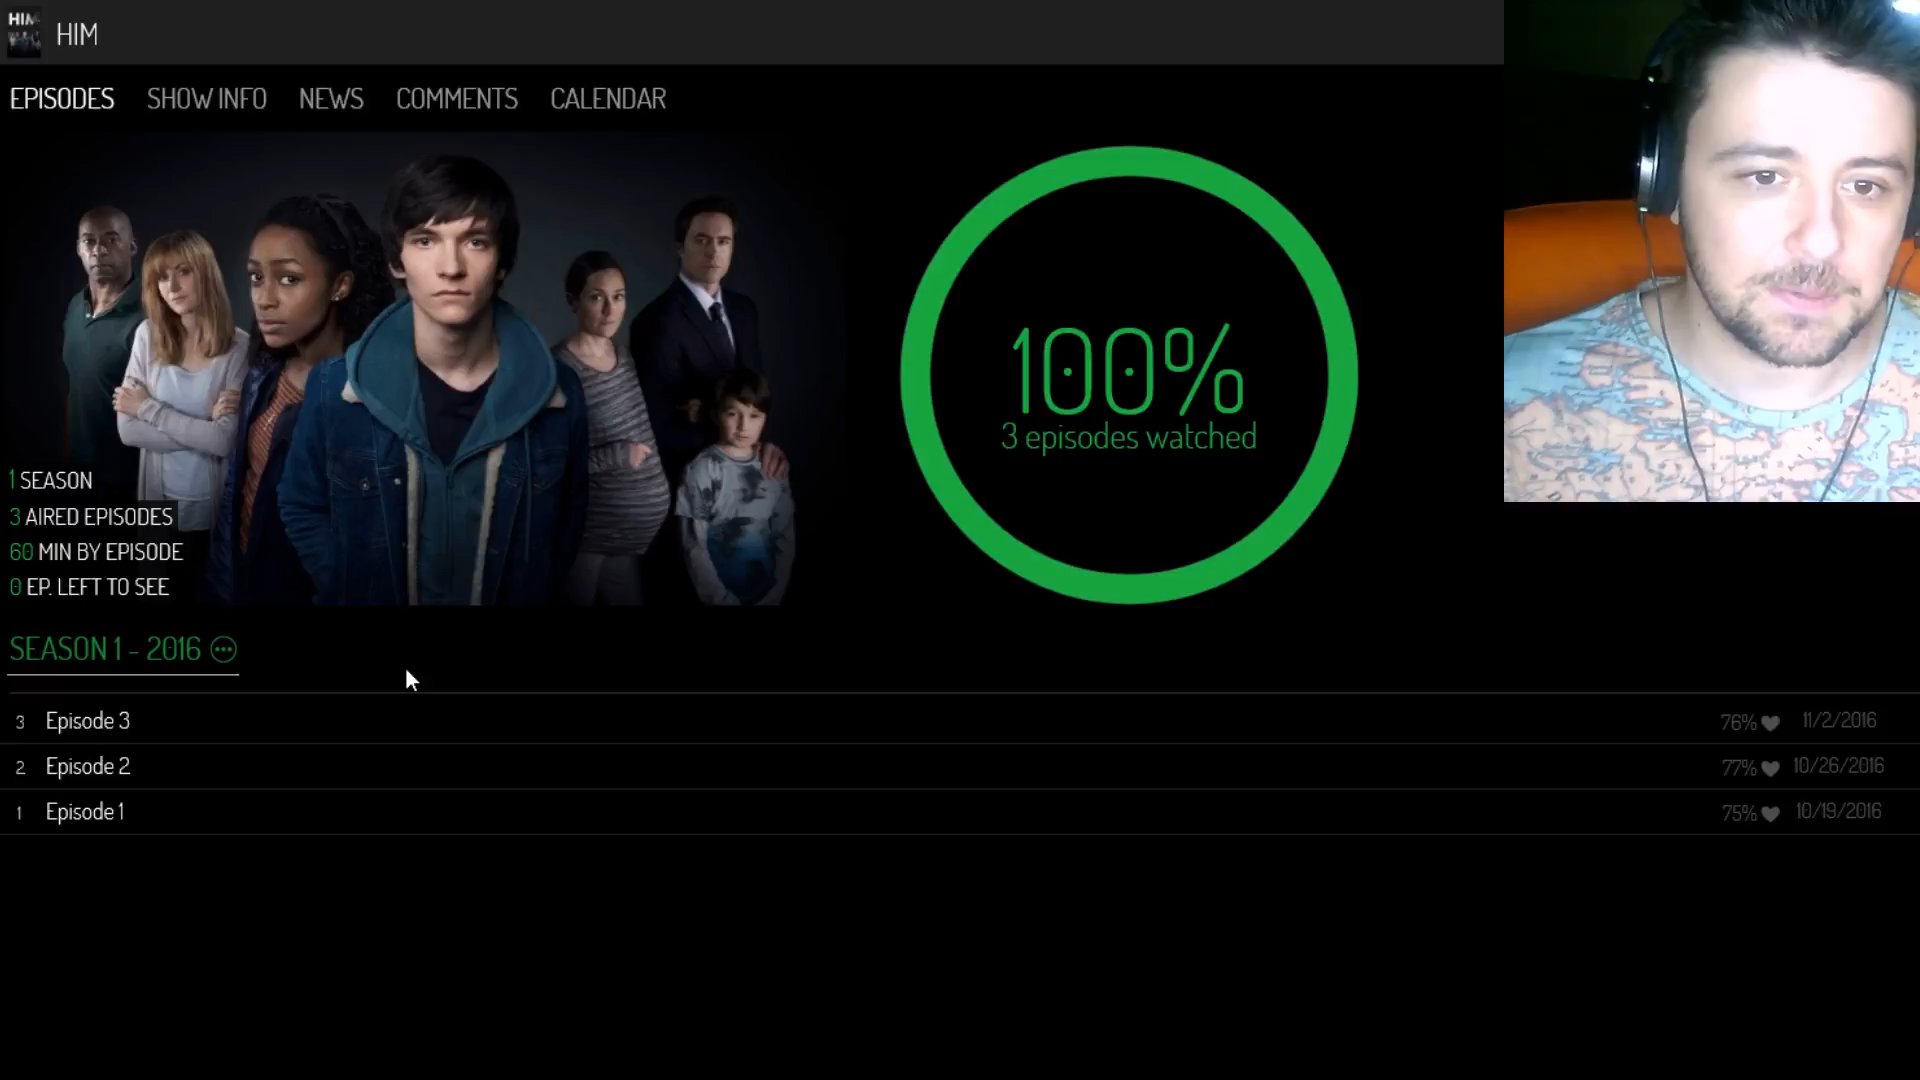 HIM
HIM
EPISODES SHOW INFO NEWS COMMENTS CALENDAR
100%
3 episodes watched
1 SEASON
3 AIRED EPISODES
60 MIN BY EPISODE
0 EP. LEFT TO SEE
SEASON 1 - 2016
3 Episode 3 76% 11/2/2016
2 Episode 2 77% 10/26/2016
1 Episode 1 75% 10/19/2016